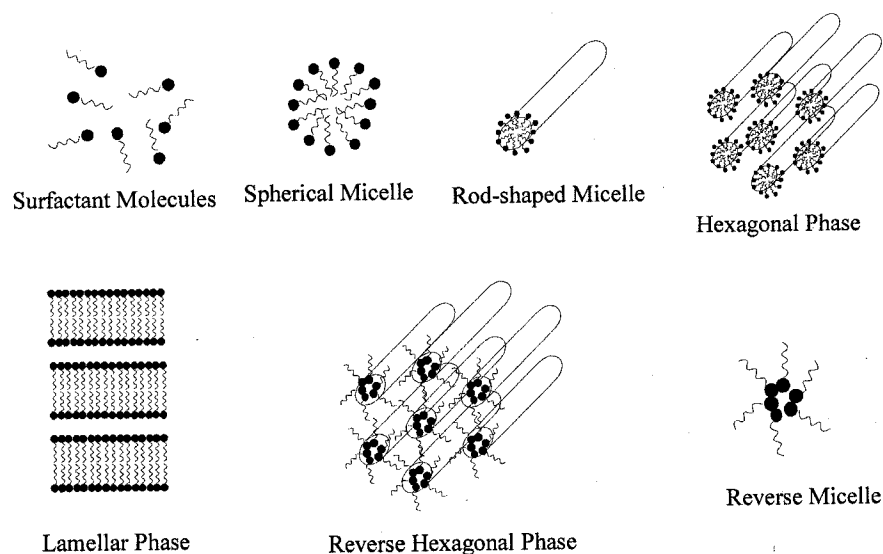 Surfactant Molecules
Spherical Micelle
Rod-shaped Micelle
Hexagonal Phase
Lamellar Phase
Reverse Hexagonal Phase
Reverse Micelle